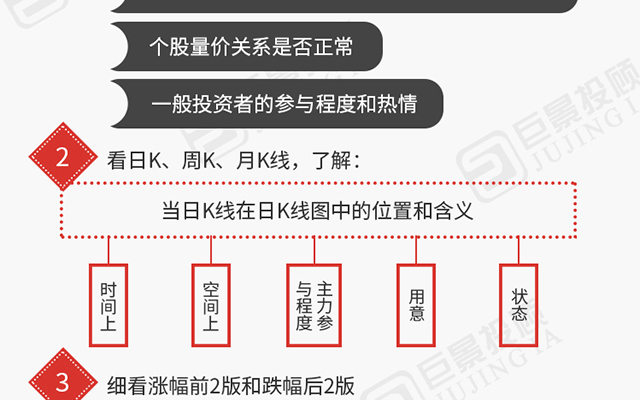 个股量价关系是否正常
一般投资者的参与程度和热情
2
看日K、周K、月K线，了解：
当日K线在日K线图中的位置和含义
时间上
空间上
主力参与程度
用意
状态
3
细看涨幅前2版和跌幅后2版
巨景投顾
JUJING IA
巨景投顾
JUJING IA